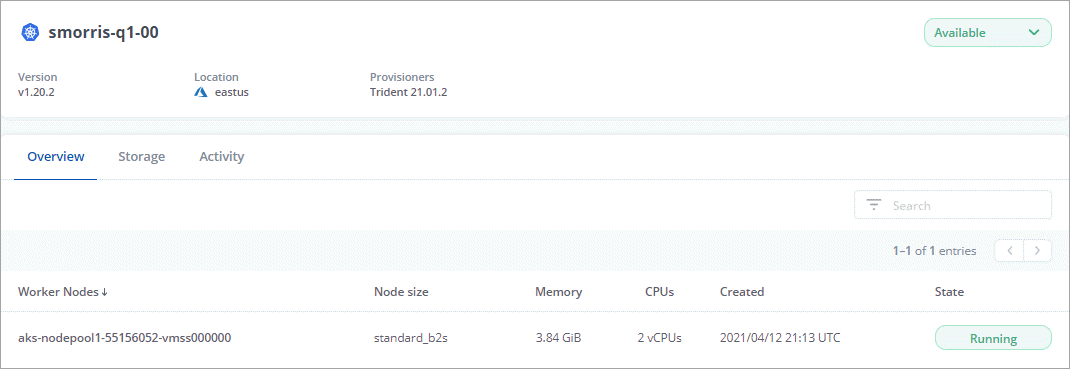 smorris-q1-00
Available
Version Location Provisioners
v1.20.2 eastus Trident 21.01.2
Overview Storage Activity
Search
1–1 of 1 entries
Worker Nodes Node size Memory CPUs Created State
aks-nodepool1-55156052-vmss000000 standard_b2s 3.84 GiB 2 vCPUs 2021/04/12 21:13 UTC Running